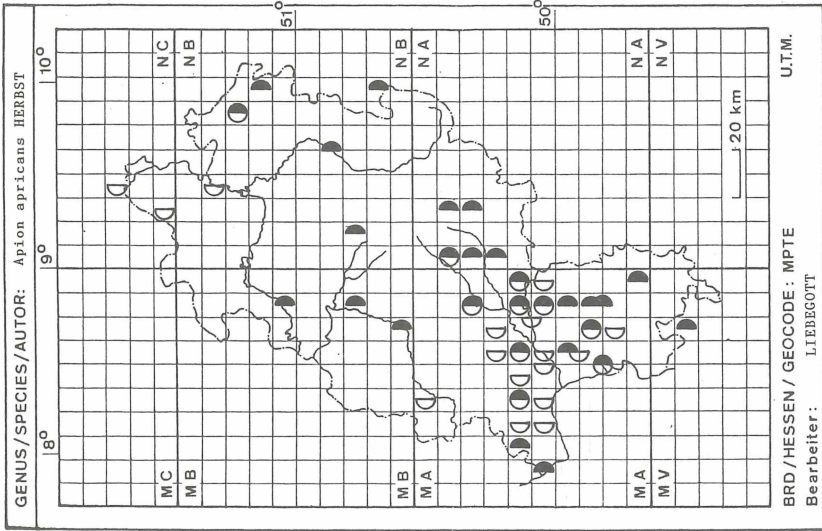 GENUS/SPECIES/AUTOR: Apion apricans HERBST
8° 9° 10°
MC NC
MB NB
51°
MB NB
MA NA
50°
MA NA
MV NV
20 km
BRD/HESSEN / GEOCODE: MPTE U.T.M.
Bearbeiter: LIEBEGOTT